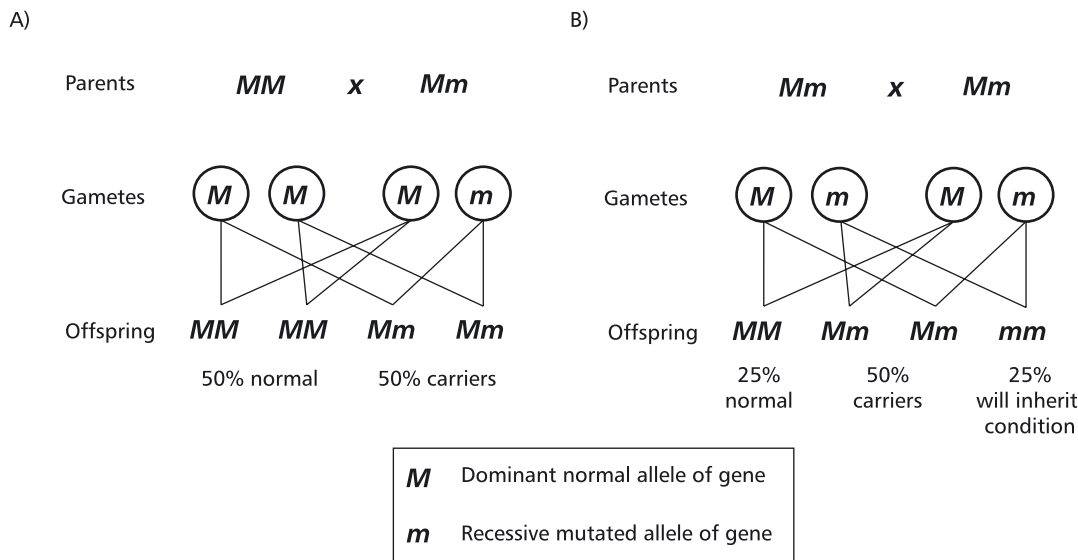 A)
Parents MM x Mm
Gametes M M M m
Offspring MM MM Mm Mm
50% normal 50% carriers
B)
Parents Mm x Mm
Gametes M m M m
Offspring MM Mm Mm mm
25% 50% 25%
normal carriers will inherit
condition
M Dominant normal allele of gene
m Recessive mutated allele of gene